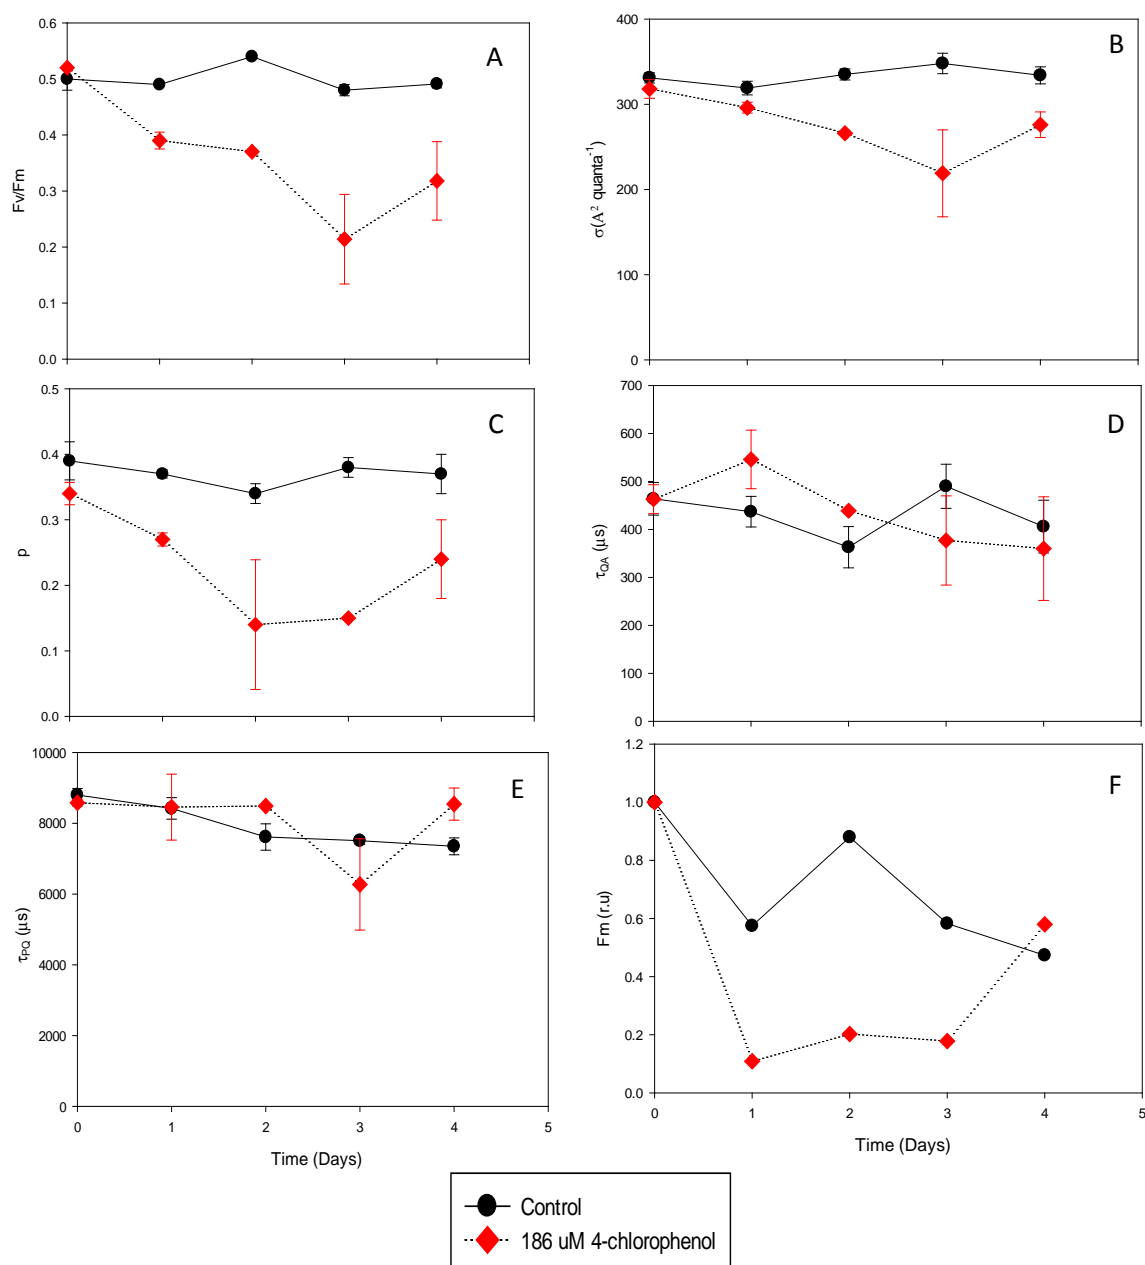 A
0.6
0.5
0.4
0.3
0.2
0.1
0.0
Fv/Fm
B
400
300
200
100
0
σ(A² quanta⁻¹)
C
0.5
0.4
0.3
0.2
0.1
0.0
p
D
700
600
500
400
300
200
100
0
τQA (µs)
E
10000
8000
6000
4000
2000
0
τPQ (µs)
0 1 2 3 4 5
Time (Days)
F
1.2
1.0
0.8
0.6
0.4
0.2
0.0
Fm (r.u)
0 1 2 3 4 5
Time (Days)
Control
186 uM 4-chlorophenol